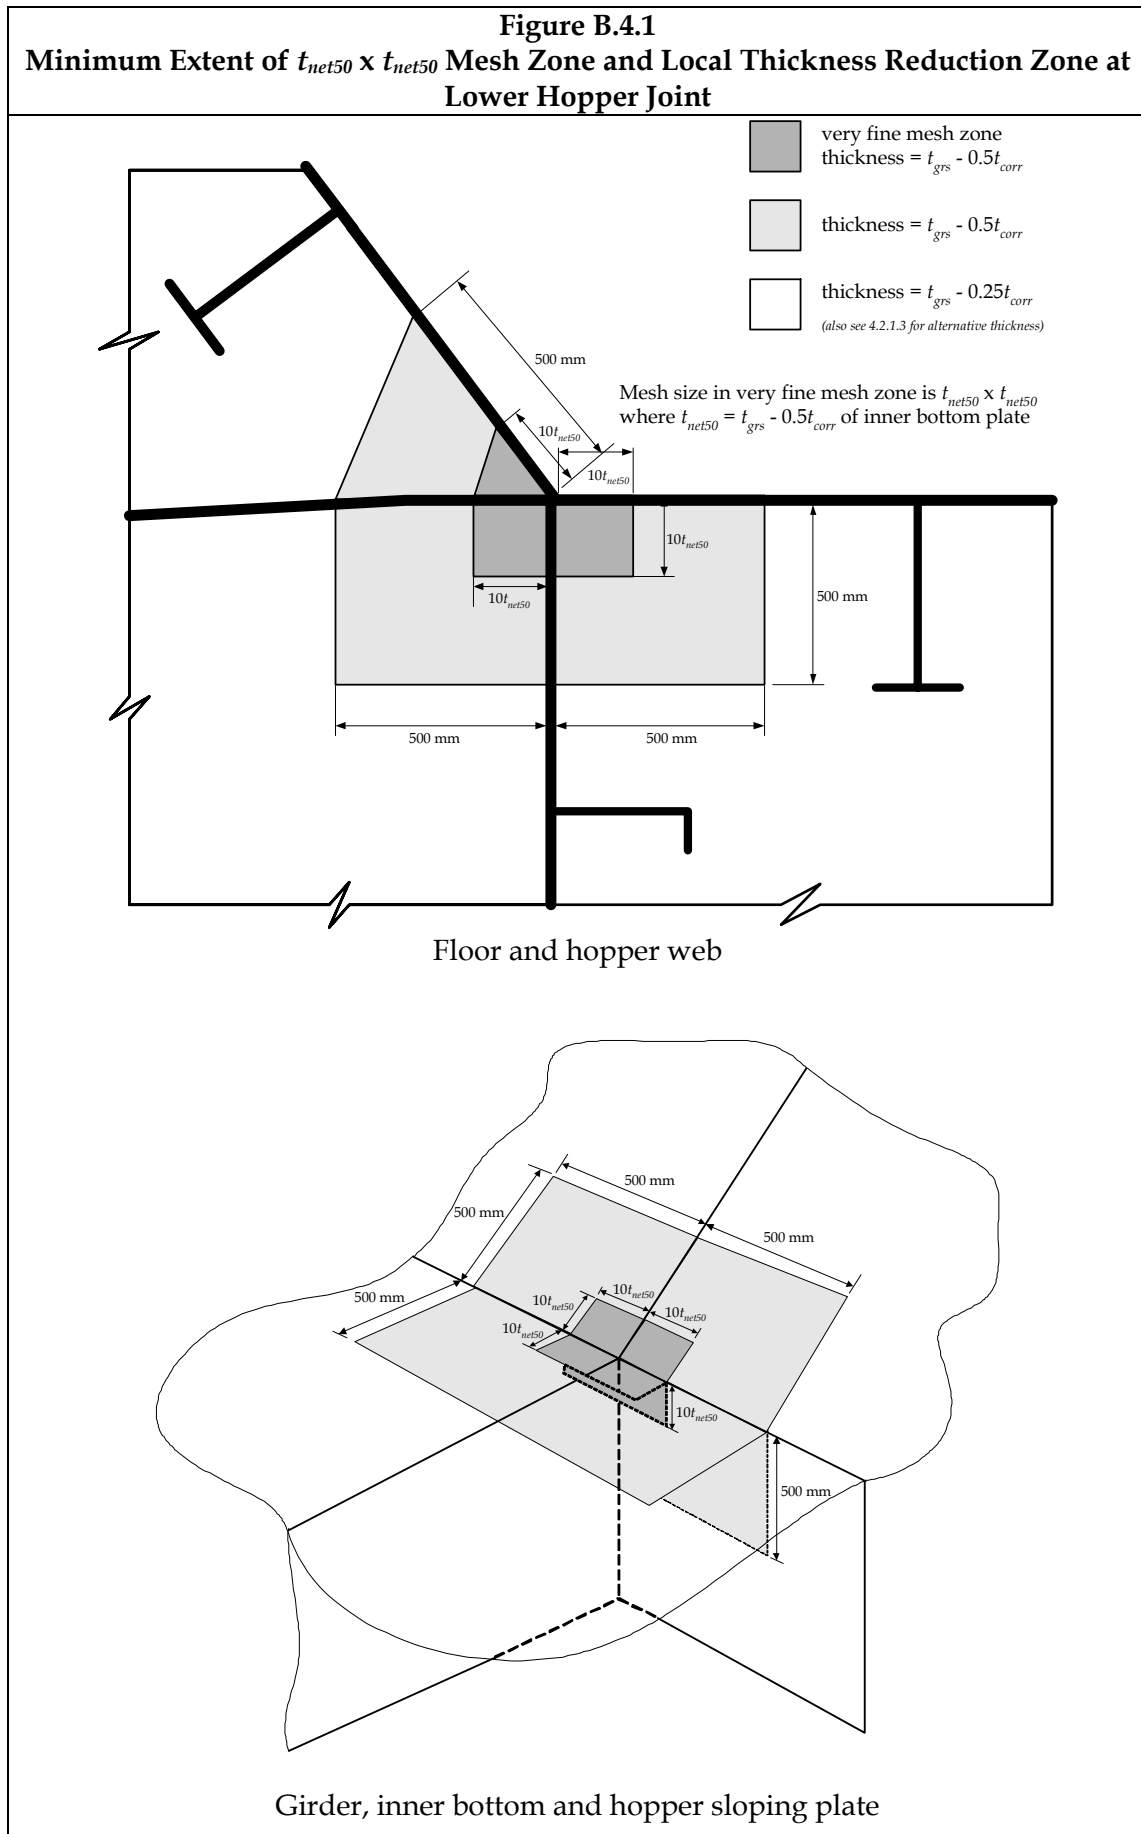 Figure B.4.1
Minimum Extent of tnet50 x tnet50 Mesh Zone and Local Thickness Reduction Zone at
Lower Hopper Joint
very fine mesh zone
thickness = tgrs - 0.5tcorr
thickness = tgrs - 0.5tcorr
thickness = tgrs - 0.25tcorr
(also see 4.2.1.3 for alternative thickness)
500 mm
Mesh size in very fine mesh zone is tnet50 x tnet50
where tnet50 = tgrs - 0.5tcorr of inner bottom plate
10tnet50
10tnet50
10tnet50
10tnet50
500 mm
500 mm
500 mm
Floor and hopper web
500 mm
500 mm
500 mm
500 mm
10tnet50
10tnet50
10tnet50
10tnet50
10tnet50
500 mm
Girder, inner bottom and hopper sloping plate